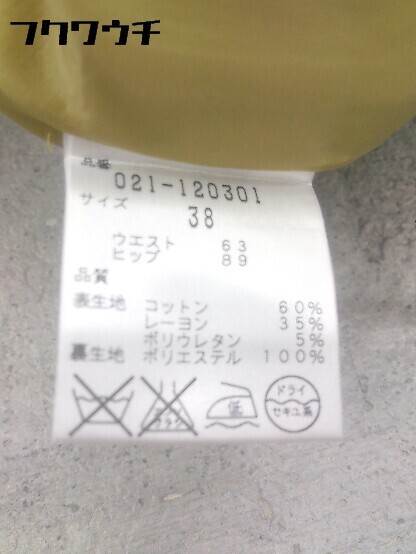 フクワウチ
品番
021-120301
サイズ
38
ウエスト 63
ヒップ 89
品質
表生地 コットン 60%
レーヨン 35%
ポリウレタン 5%
裏生地 ポリエステル 100%
低
ドライ
セキユ系